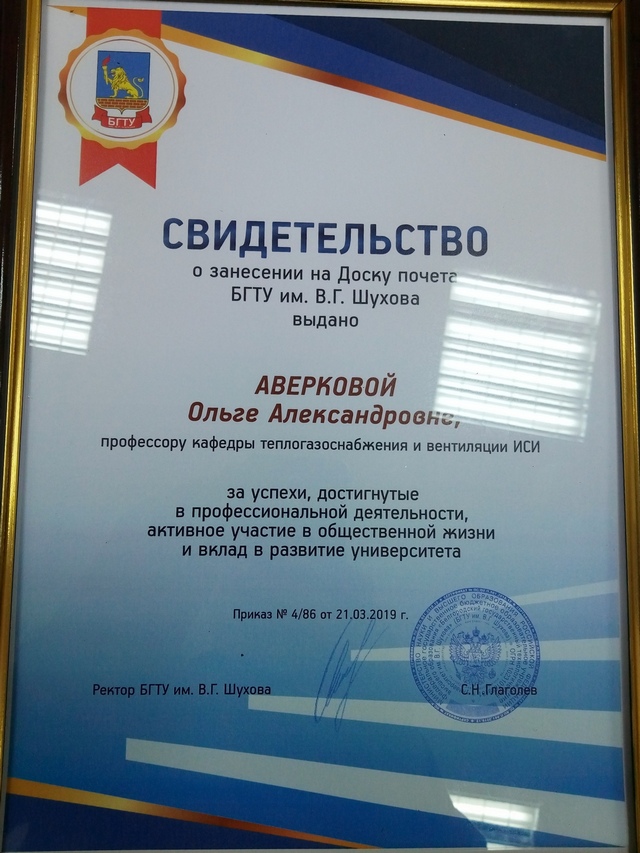 БГТУ
СВИДЕТЕЛЬСТВО
о занесении на Доску почета
БГТУ им. В.Г. Шухова
выдано
АВЕРКОВОЙ
Ольге Александровне,
профессору кафедры теплогазоснабжения и вентиляции ИСИ
за успехи, достигнутые
в профессиональной деятельности,
активное участие в общественной жизни
и вклад в развитие университета
Приказ № 4/86 от 21.03.2019 г.
Ректор БГТУ им. В.Г. Шухова
С.Н.Глаголев